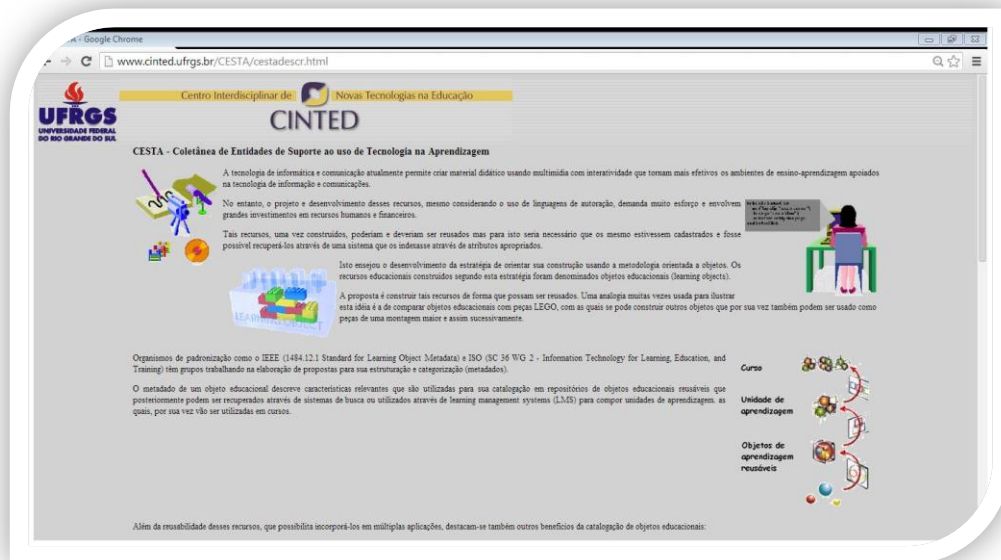 - Google Chrome
www.cinted.ufrgs.br/CESTA/cestadescr.html
UFRGS
UNIVERSIDADE FEDERAL
DO RIO GRANDE DO SUL
Centro Interdisciplinar de Novas Tecnologias na Educação
CINTED
CESTA - Coletânea de Entidades de Suporte ao uso de Tecnologia na Aprendizagem
A tecnologia de informática e comunicação atualmente permite criar material didático usando multimídia com interatividade que tornam mais efetivos os ambientes de ensino-aprendizagem apoiados
na tecnologia de informação e comunicações.
No entanto, o projeto e desenvolvimento desses recursos, mesmo considerando o uso de linguagens de autoração, demanda muito esforço e envolvem
grandes investimentos em recursos humanos e financeiros.
Tais recursos, uma vez construídos, poderiam e deveriam ser reusados mas para isto seria necessário que os mesmo estivessem cadastrados e fosse
possível recuperá-los através de uma sistema que os indexasse através de atributos apropriados.
Isto ensejou o desenvolvimento da estratégia de orientar sua construção usando a metodologia orientada a objetos. Os
recursos educacionais construídos segundo esta estratégia foram denominados objetos educacionais (learning objects).
LEARNING OBJECT
A proposta é construir tais recursos de forma que possam ser reusados. Uma analogia muitas vezes usada para ilustrar
esta idéia é a de comparar objetos educacionais com peças LEGO, com as quais se pode construir outros objetos que por sua vez também podem ser usado como
peças de uma montagem maior e assim sucessivamente.
Organismos de padronização como o IEEE (1484.12.1 Standard for Learning Object Metadata) e ISO (SC 36 WG 2 - Information Technology for Learning, Education, and
Training) têm grupos trabalhando na elaboração de propostas para sua estruturação e categorização (metadados).
O metadado de um objeto educacional descreve características relevantes que são utilizadas para sua catalogação em repositórios de objetos educacionais reusáveis que
posteriormente podem ser recuperados através de sistemas de busca ou utilizados através de learning management systems (LMS) para compor unidades de aprendizagem. as
quais, por sua vez vão ser utilizadas em cursos.
Curso
Unidade de
aprendizagem
Objetos de
aprendizagem
reusáveis
Além da reusabilidade desses recursos, que possibilita incorporá-los em múltiplas aplicações, destacam-se também outros benefícios da catalogação de objetos educacionais: